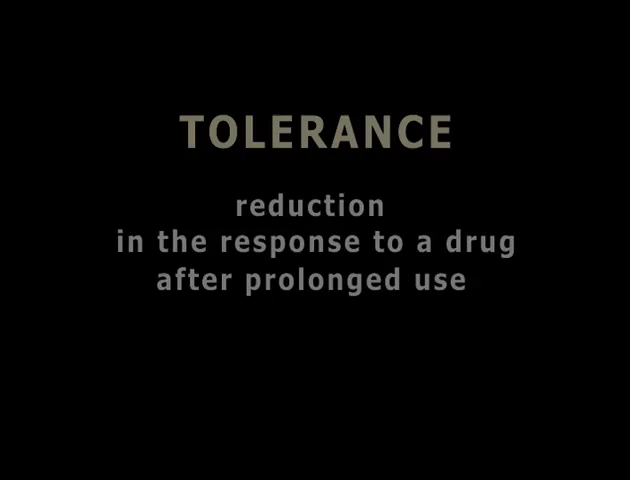 TOLERANCE
reduction
in the response to a drug
after prolonged use